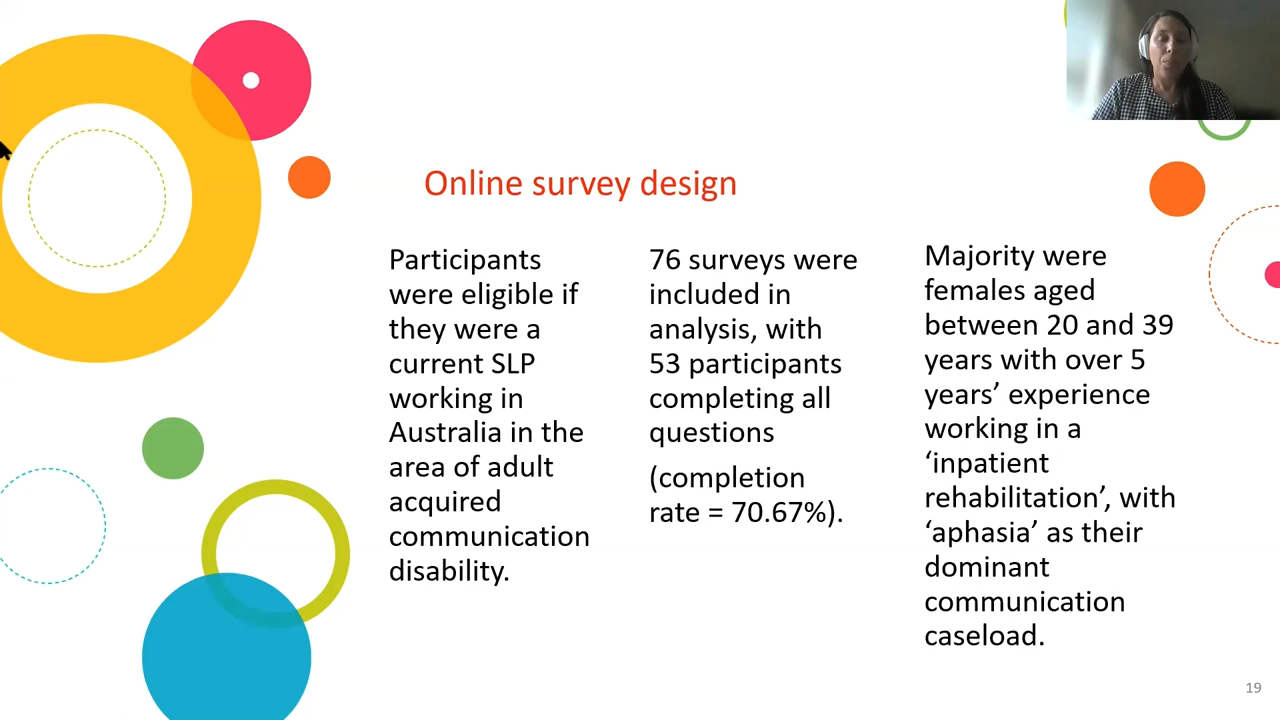 Online survey design
Participants
were eligible if
they were a
current SLP
working in
Australia in the
area of adult
acquired
communication
disability.
76 surveys were
included in
analysis, with
53 participants
completing all
questions
(completion
rate = 70.67%).
Majority were
females aged
between 20 and 39
years with over 5
years’ experience
working in a
‘inpatient
rehabilitation’, with
‘aphasia’ as their
dominant
communication
caseload.
19